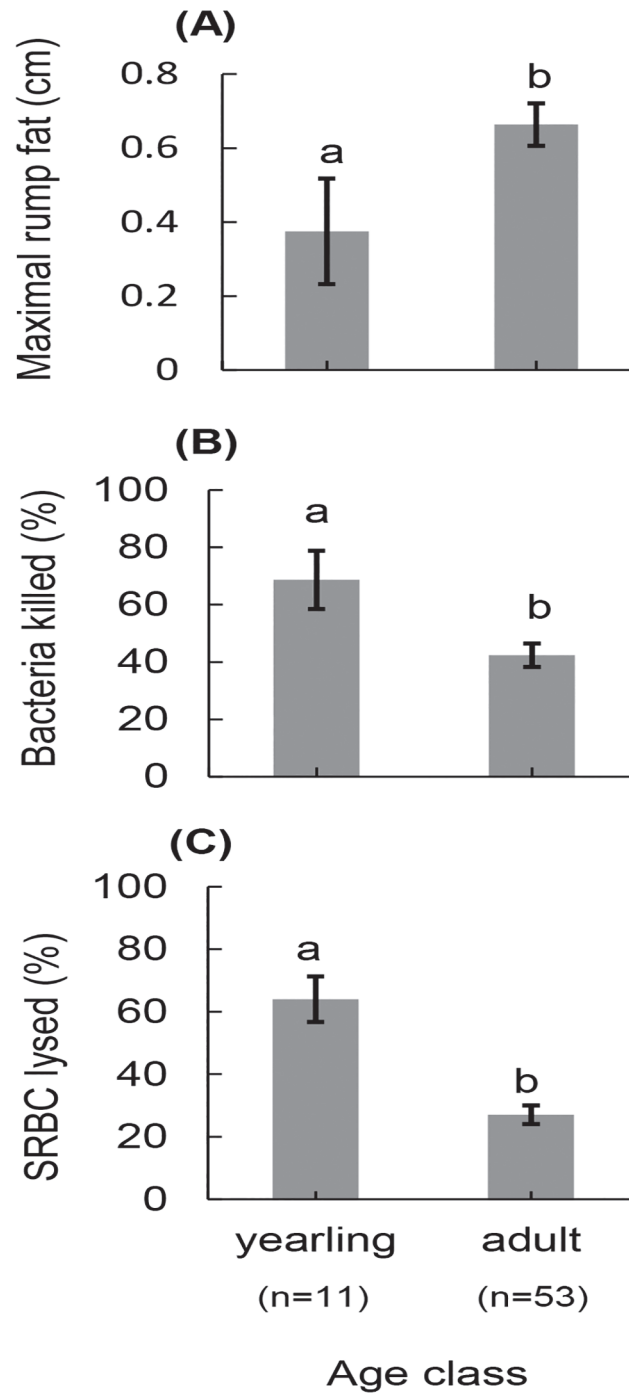 (A)
Maximal rump fat (cm)
0.8
0.6
0.4
0.2
0
a
b
(B)
Bacteria killed (%)
100
80
60
40
20
0
a
b
(C)
SRBC lysed (%)
100
80
60
40
20
0
a
b
yearling adult
(n=11) (n=53)
Age class